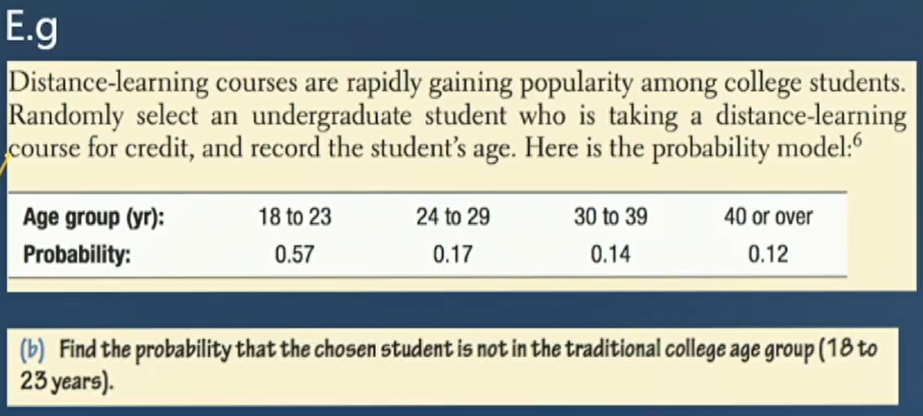 E.g
Distance-learning courses are rapidly gaining popularity among college students.
Randomly select an undergraduate student who is taking a distance-learning
course for credit, and record the student's age. Here is the probability model:⁶
Age group (yr): 18 to 23 24 to 29 30 to 39 40 or over
Probability: 0.57 0.17 0.14 0.12
(b) Find the probability that the chosen student is not in the traditional college age group (18 to
23 years).